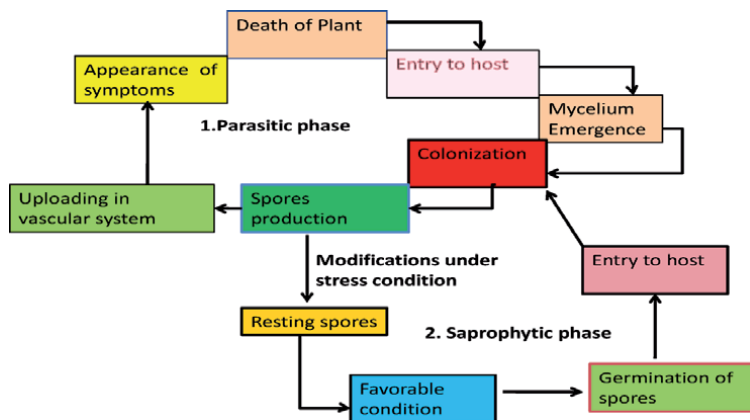 Death of Plant
Appearance of
symptoms
Entry to host
Mycelium
Emergence
1.Parasitic phase
Colonization
Uploading in
vascular system
Spores
production
Modifications under
stress condition
Entry to host
Resting spores
2. Saprophytic phase
Favorable
condition
Germination of
spores